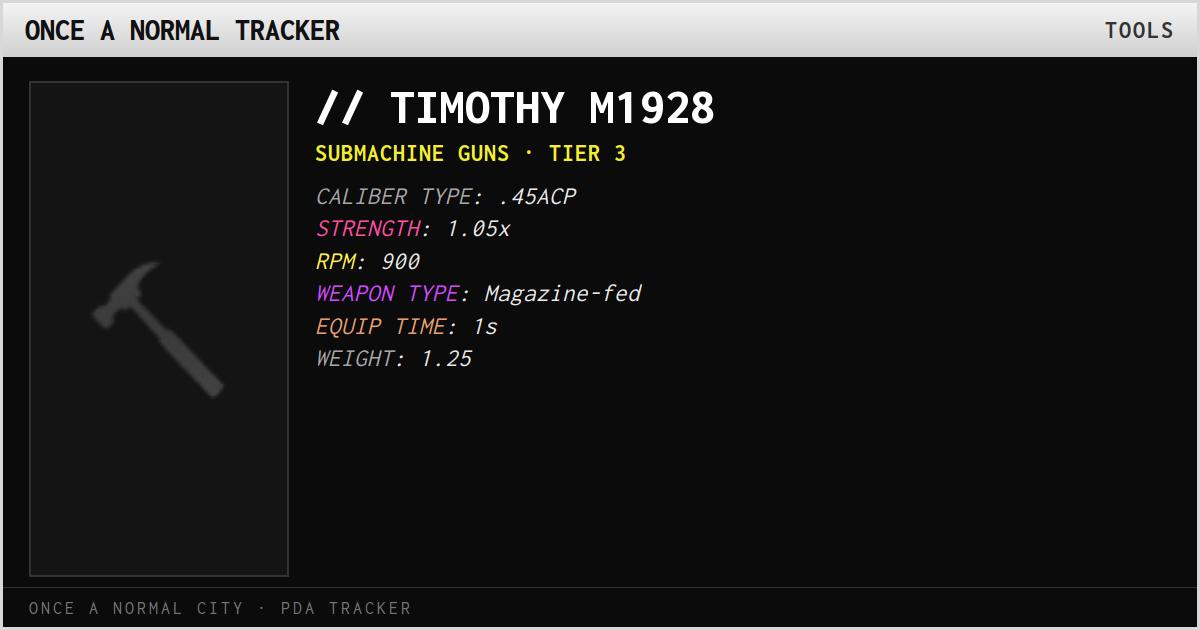 ONCE A NORMAL TRACKER
TOOLS
// TIMOTHY M1928
SUBMACHINE GUNS · TIER 3
CALIBER TYPE: .45ACP
STRENGTH: 1.05x
RPM: 900
WEAPON TYPE: Magazine-fed
EQUIP TIME: 1s
WEIGHT: 1.25
ONCE A NORMAL CITY · PDA TRACKER